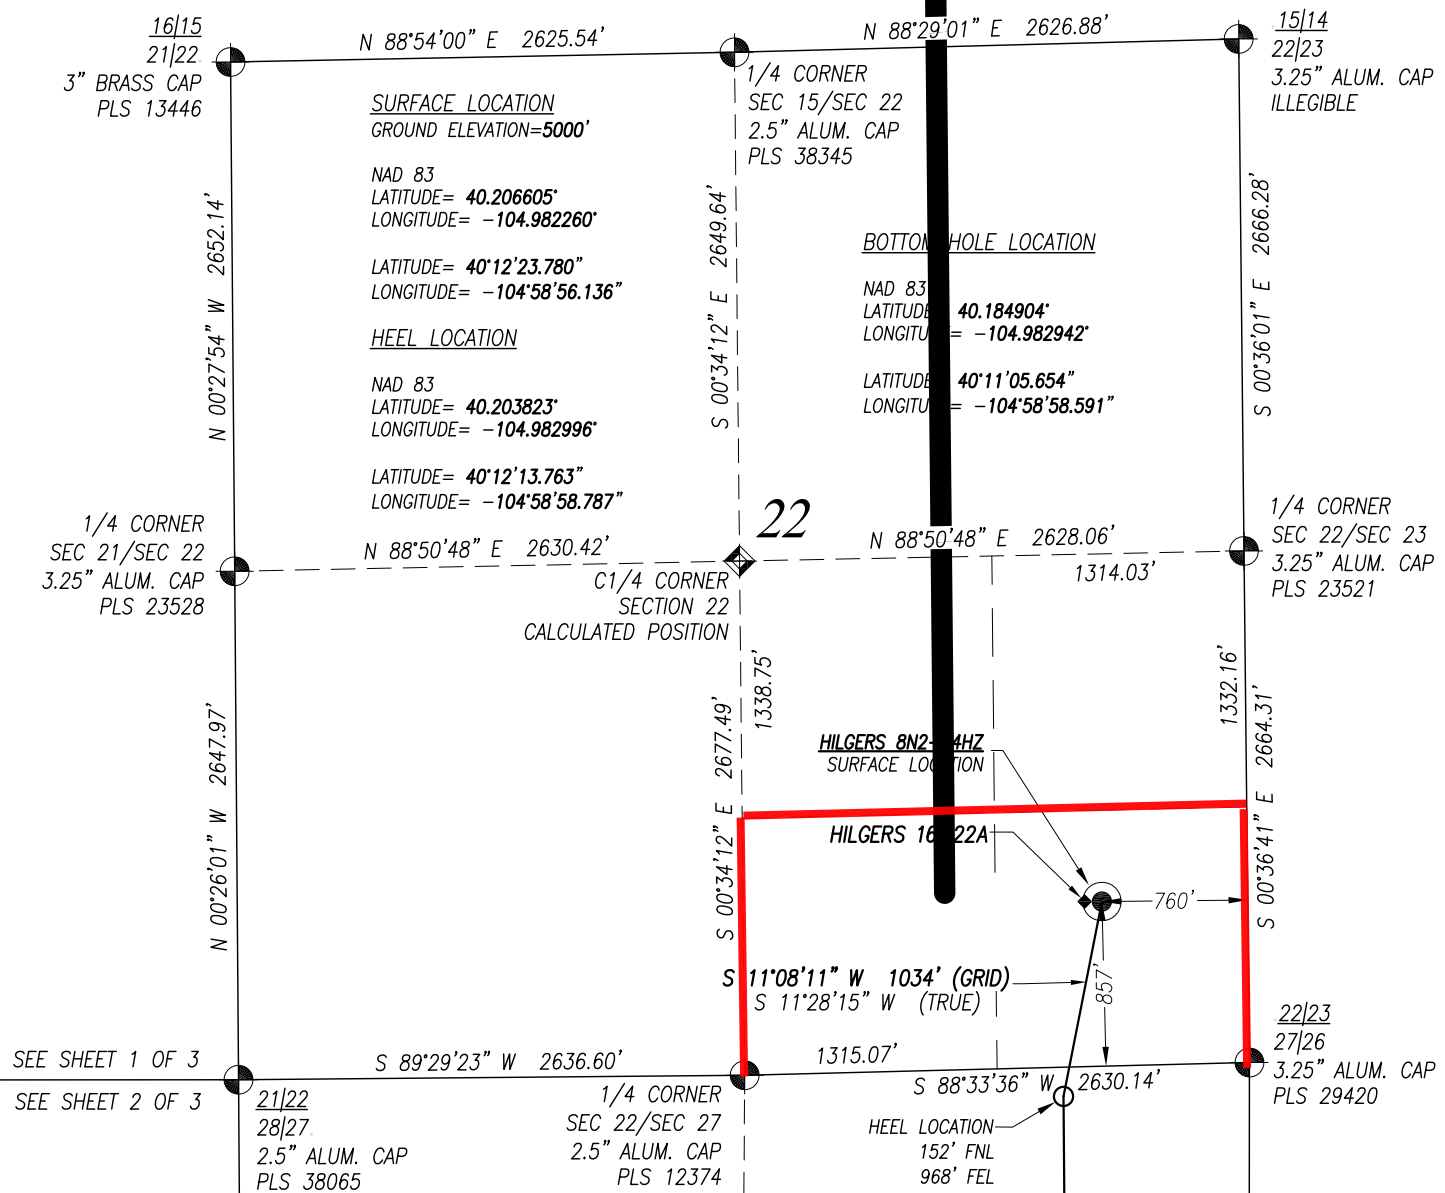 16|15
21|22
3" BRASS CAP
PLS 13446
N 88°54'00" E 2625.54'
N 88°29'01" E 2626.88'
15|14
22|23
3.25" ALUM. CAP
ILLEGIBLE
1/4 CORNER
SEC 15/SEC 22
2.5" ALUM. CAP
PLS 38345
SURFACE LOCATION
GROUND ELEVATION=5000'
NAD 83
LATITUDE= 40.206605°
LONGITUDE= -104.982260°
LATITUDE= 40°12'23.780"
LONGITUDE= -104°58'56.136"
HEEL LOCATION
NAD 83
LATITUDE= 40.203823°
LONGITUDE= -104.982996°
LATITUDE= 40°12'13.763"
LONGITUDE= -104°58'58.787"
BOTTOM HOLE LOCATION
NAD 83
LATITUDE 40.184904°
LONGITU = -104.982942°
LATITUDE 40°11'05.654"
LONGITU = -104°58'58.591"
N 00°27'54" W 2652.14'
S 00°34'12" E 2649.64'
S 00°36'01" E 2666.28'
22
1/4 CORNER
SEC 21/SEC 22
3.25" ALUM. CAP
PLS 23528
N 88°50'48" E 2630.42'
N 88°50'48" E 2628.06'
1314.03'
1/4 CORNER
SEC 22/SEC 23
3.25" ALUM. CAP
PLS 23521
C1/4 CORNER
SECTION 22
CALCULATED POSITION
N 00°26'01" W 2647.97'
S 00°34'12" E 2677.49'
1338.75'
1332.16'
S 00°36'41" E 2664.31'
HILGERS 8N2- 4HZ
SURFACE LOCATION
HILGERS 16 22A
760'
857'
S 11°08'11" W 1034' (GRID)
S 11°28'15" W (TRUE)
SEE SHEET 1 OF 3
SEE SHEET 2 OF 3
S 89°29'23" W 2636.60'
1315.07'
S 88°33'36" W 2630.14'
22|23
27|26
3.25" ALUM. CAP
PLS 29420
21|22
28|27
2.5" ALUM. CAP
PLS 38065
1/4 CORNER
SEC 22/SEC 27
2.5" ALUM. CAP
PLS 12374
HEEL LOCATION
152' FNL
968' FEL